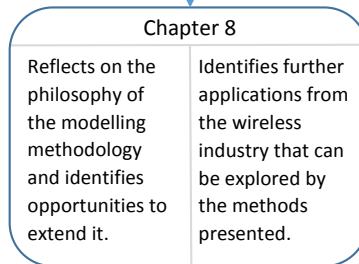 Chapter 8
Reflects on the
philosophy of
the modelling
methodology
and identifies
opportunities to
extend it.
Identifies further
applications from
the wireless
industry that can
be explored by
the methods
presented.